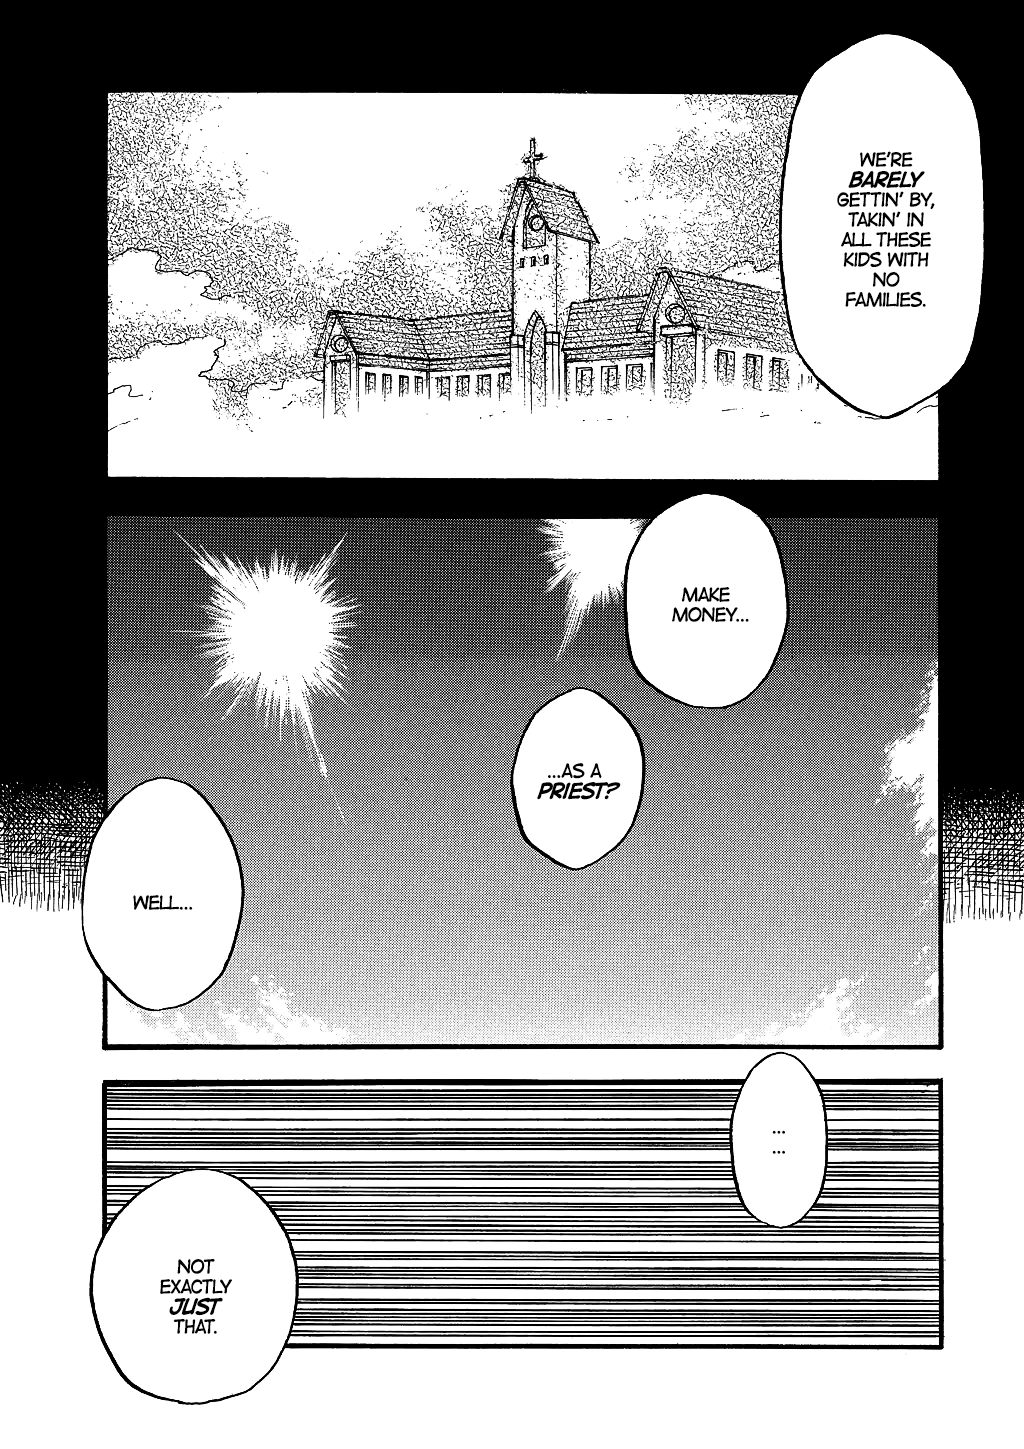 WE'RE
BARELY
GETTIN' BY,
TAKIN' IN
ALL THESE
KIDS WITH
NO
FAMILIES.
MAKE
MONEY...
...AS A
PRIEST?
WELL...
...
...
NOT
EXACTLY
JUST
THAT.